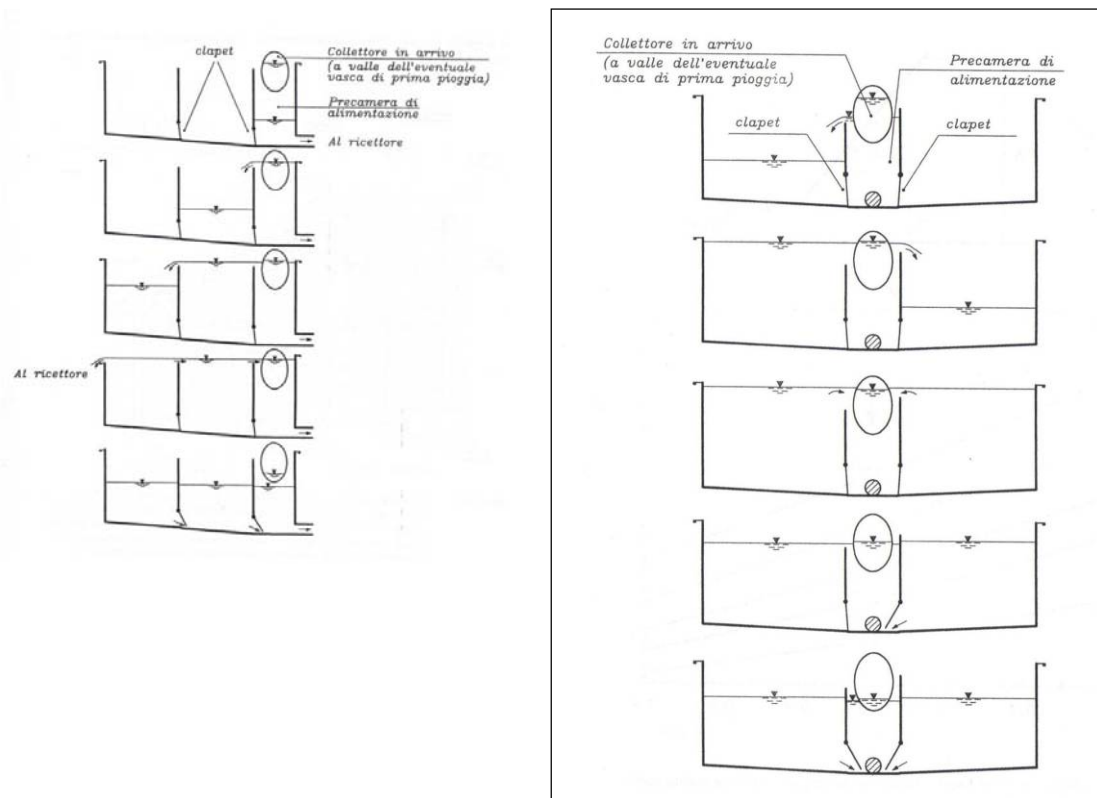 clapet
Collettore in arrivo
(a valle dell'eventuale
vasca di prima pioggia)
Precamera di
alimentazione
Al ricettore
Al ricettore
Collettore in arrivo
(a valle dell'eventuale
vasca di prima pioggia)
Precamera di
alimentazione
clapet
clapet